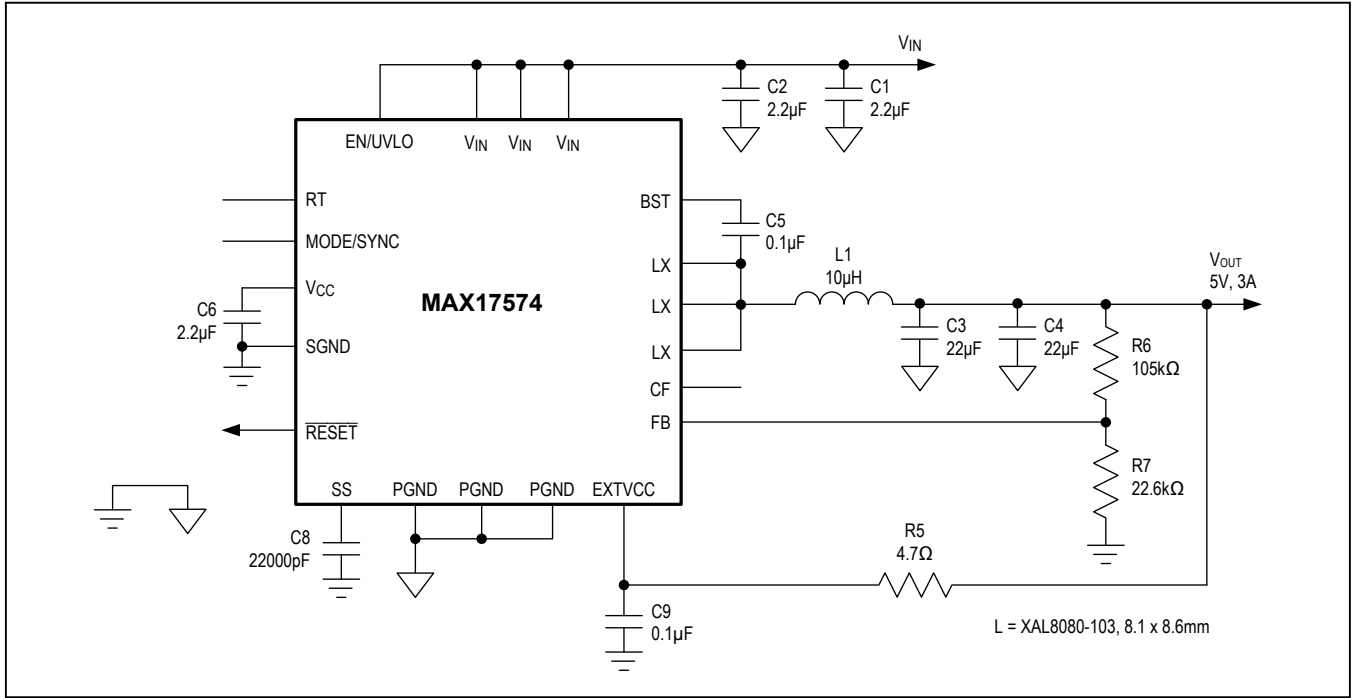 VIN
C2
2.2µF
C1
2.2µF
EN/UVLO
VIN
VIN
VIN
RT
MODE/SYNC
VCC
C6
2.2µF
SGND
RESET
MAX17574
BST
C5
0.1µF
LX
LX
LX
CF
FB
L1
10µH
VOUT
5V, 3A
C3
22µF
C4
22µF
R6
105kΩ
R7
22.6kΩ
SS
PGND
PGND
PGND
EXTVCC
C8
22000pF
R5
4.7Ω
C9
0.1µF
L = XAL8080-103, 8.1 x 8.6mm